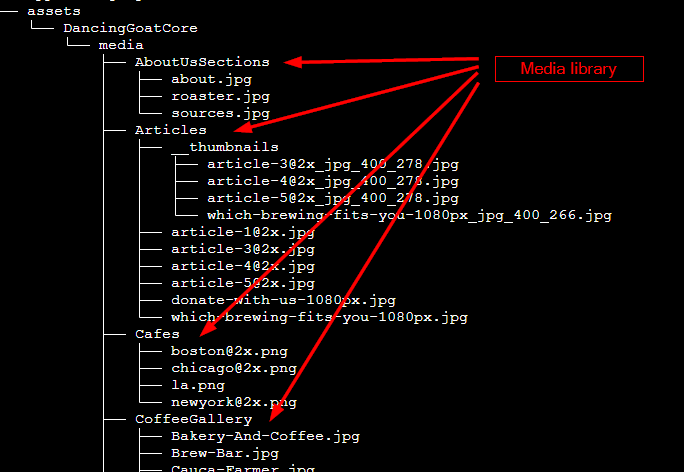 assets
DancingGoatCore
media
AboutUsSections
Media library
about.jpg
roaster.jpg
sources.jpg
Articles
__thumbnails
article-3@2x_jpg_400_278.jpg
article-4@2x_jpg_400_278.jpg
article-5@2x_jpg_400_278.jpg
which-brewing-fits-you-1080px_jpg_400_266.jpg
article-1@2x.jpg
article-3@2x.jpg
article-4@2x.jpg
article-5@2x.jpg
donate-with-us-1080px.jpg
which-brewing-fits-you-1080px.jpg
Cafes
boston@2x.png
chicago@2x.png
la.png
newyork@2x.png
CoffeeGallery
Bakery-And-Coffee.jpg
Brew-Bar.jpg
Cauca-Farmer.jpg